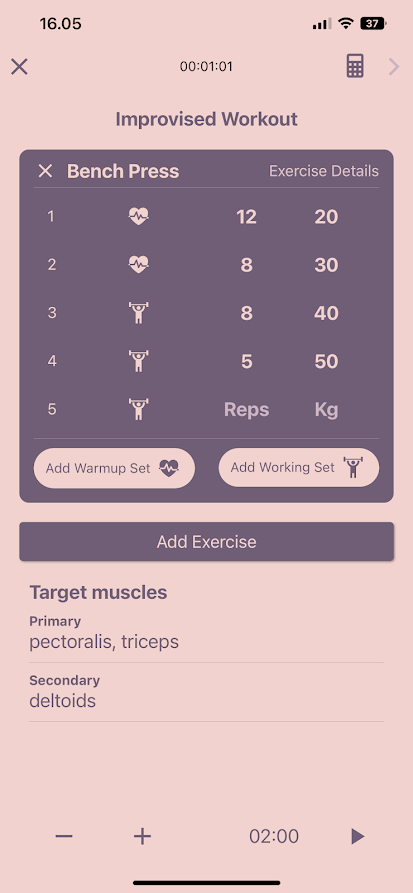 16.05 37
00:01:01
Improvised Workout
Bench Press Exercise Details
1 12 20
2 8 30
3 8 40
4 5 50
5 Reps Kg
Add Warmup Set Add Working Set
Add Exercise
Target muscles
Primary
pectoralis, triceps
Secondary
deltoids
02:00